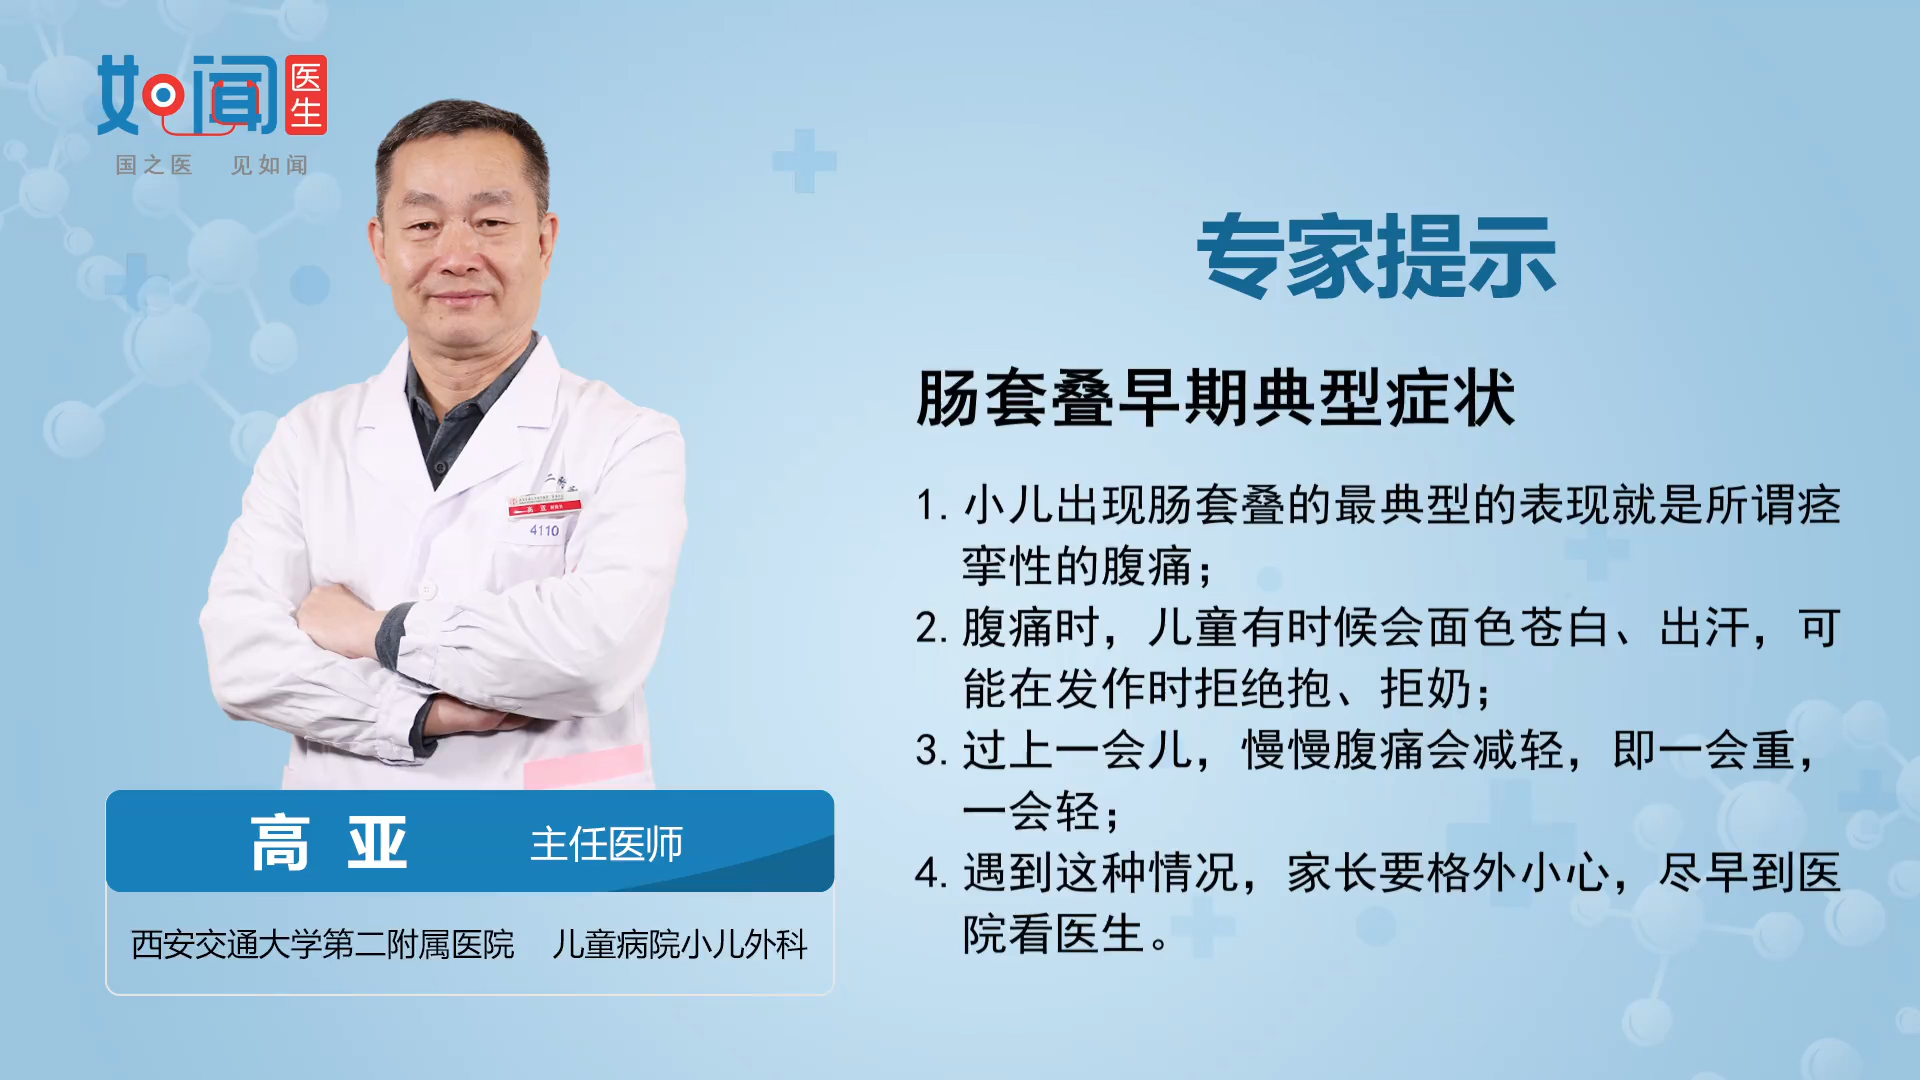 如闻医生
国之医 见如闻
专家提示
肠套叠早期典型症状
1. 小儿出现肠套叠的最典型的表现就是所谓痉
挛性的腹痛；
2. 腹痛时，儿童有时候会面色苍白、出汗，可
能在发作时拒绝抱、拒奶；
3. 过上一会儿，慢慢腹痛会减轻，即一会重，
一会轻；
4. 遇到这种情况，家长要格外小心，尽早到医
院看医生。
高亚
4110
高 亚 主任医师
西安交通大学第二附属医院 儿童病院小儿外科